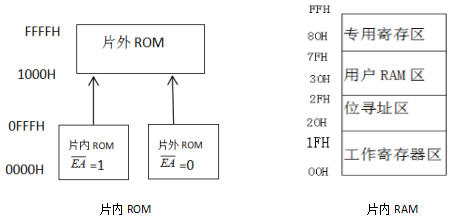 FFFFH
片外 ROM
1000H
0FFFH
片内 ROM
EA =1
片外 ROM
EA =0
0000H
片内 ROM
FFH
专用寄存区
80H
7FH
用户 RAM 区
30H
2FH
位寻址区
20H
1FH
工作寄存器区
00H
片内 RAM